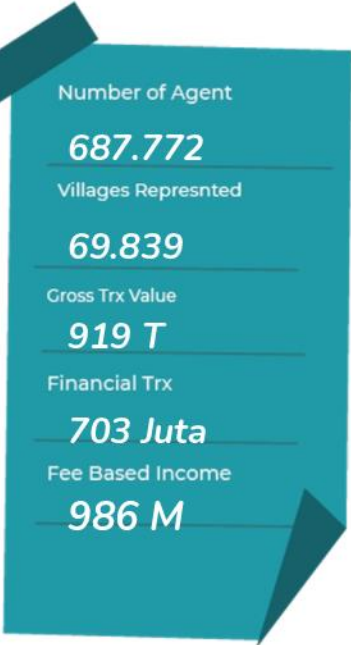 Number of Agent
687.772
Villages Represnted
69.839
Gross Trx Value
919 T
Financial Trx
703 Juta
Fee Based Income
986 M